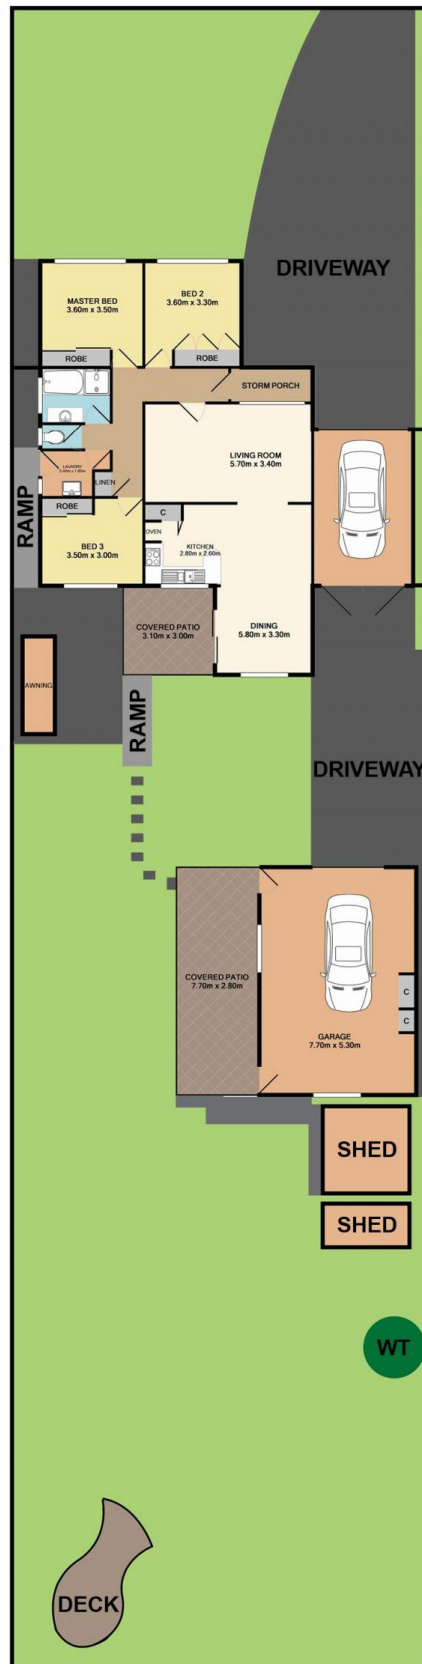 DRIVEWAY
MASTER BED
3.60m x 3.50m
BED 2
3.60m x 3.30m
ROBE
ROBE
STORM PORCH
LIVING ROOM
5.70m x 3.40m
LAUNDRY
LINEN
RAMP
ROBE
BED 3
3.50m x 3.00m
C
OVEN
KITCHEN
2.80m x 2.60m
COVERED PATIO
3.10m x 3.00m
DINING
5.80m x 3.30m
AWNING
RAMP
DRIVEWAY
COVERED PATIO
7.70m x 2.80m
C
C
GARAGE
7.70m x 5.30m
SHED
SHED
WT
DECK